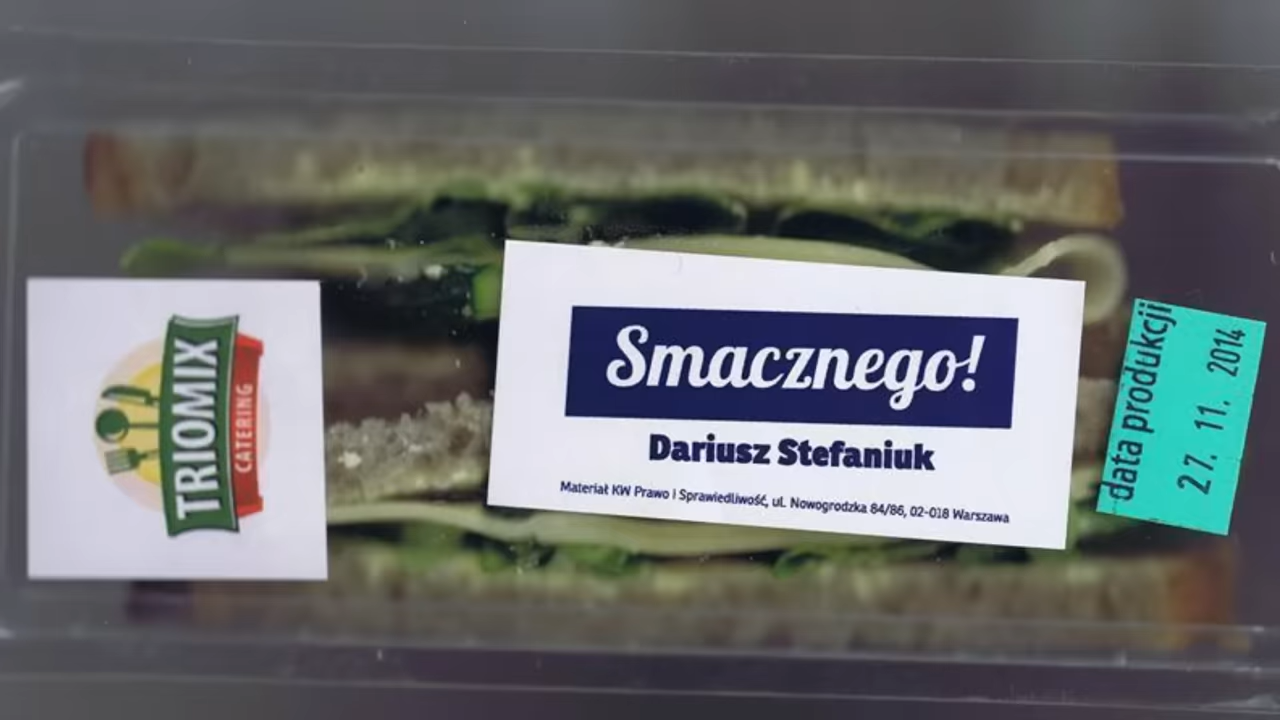 TRIOMIX
CATERING
Smacznego!
Dariusz Stefaniuk
Materiał KW Prawo i Sprawiedliwość, ul. Nowogrodzka 84/86, 02-018 Warszawa
data produkcji
27. 11. 2014